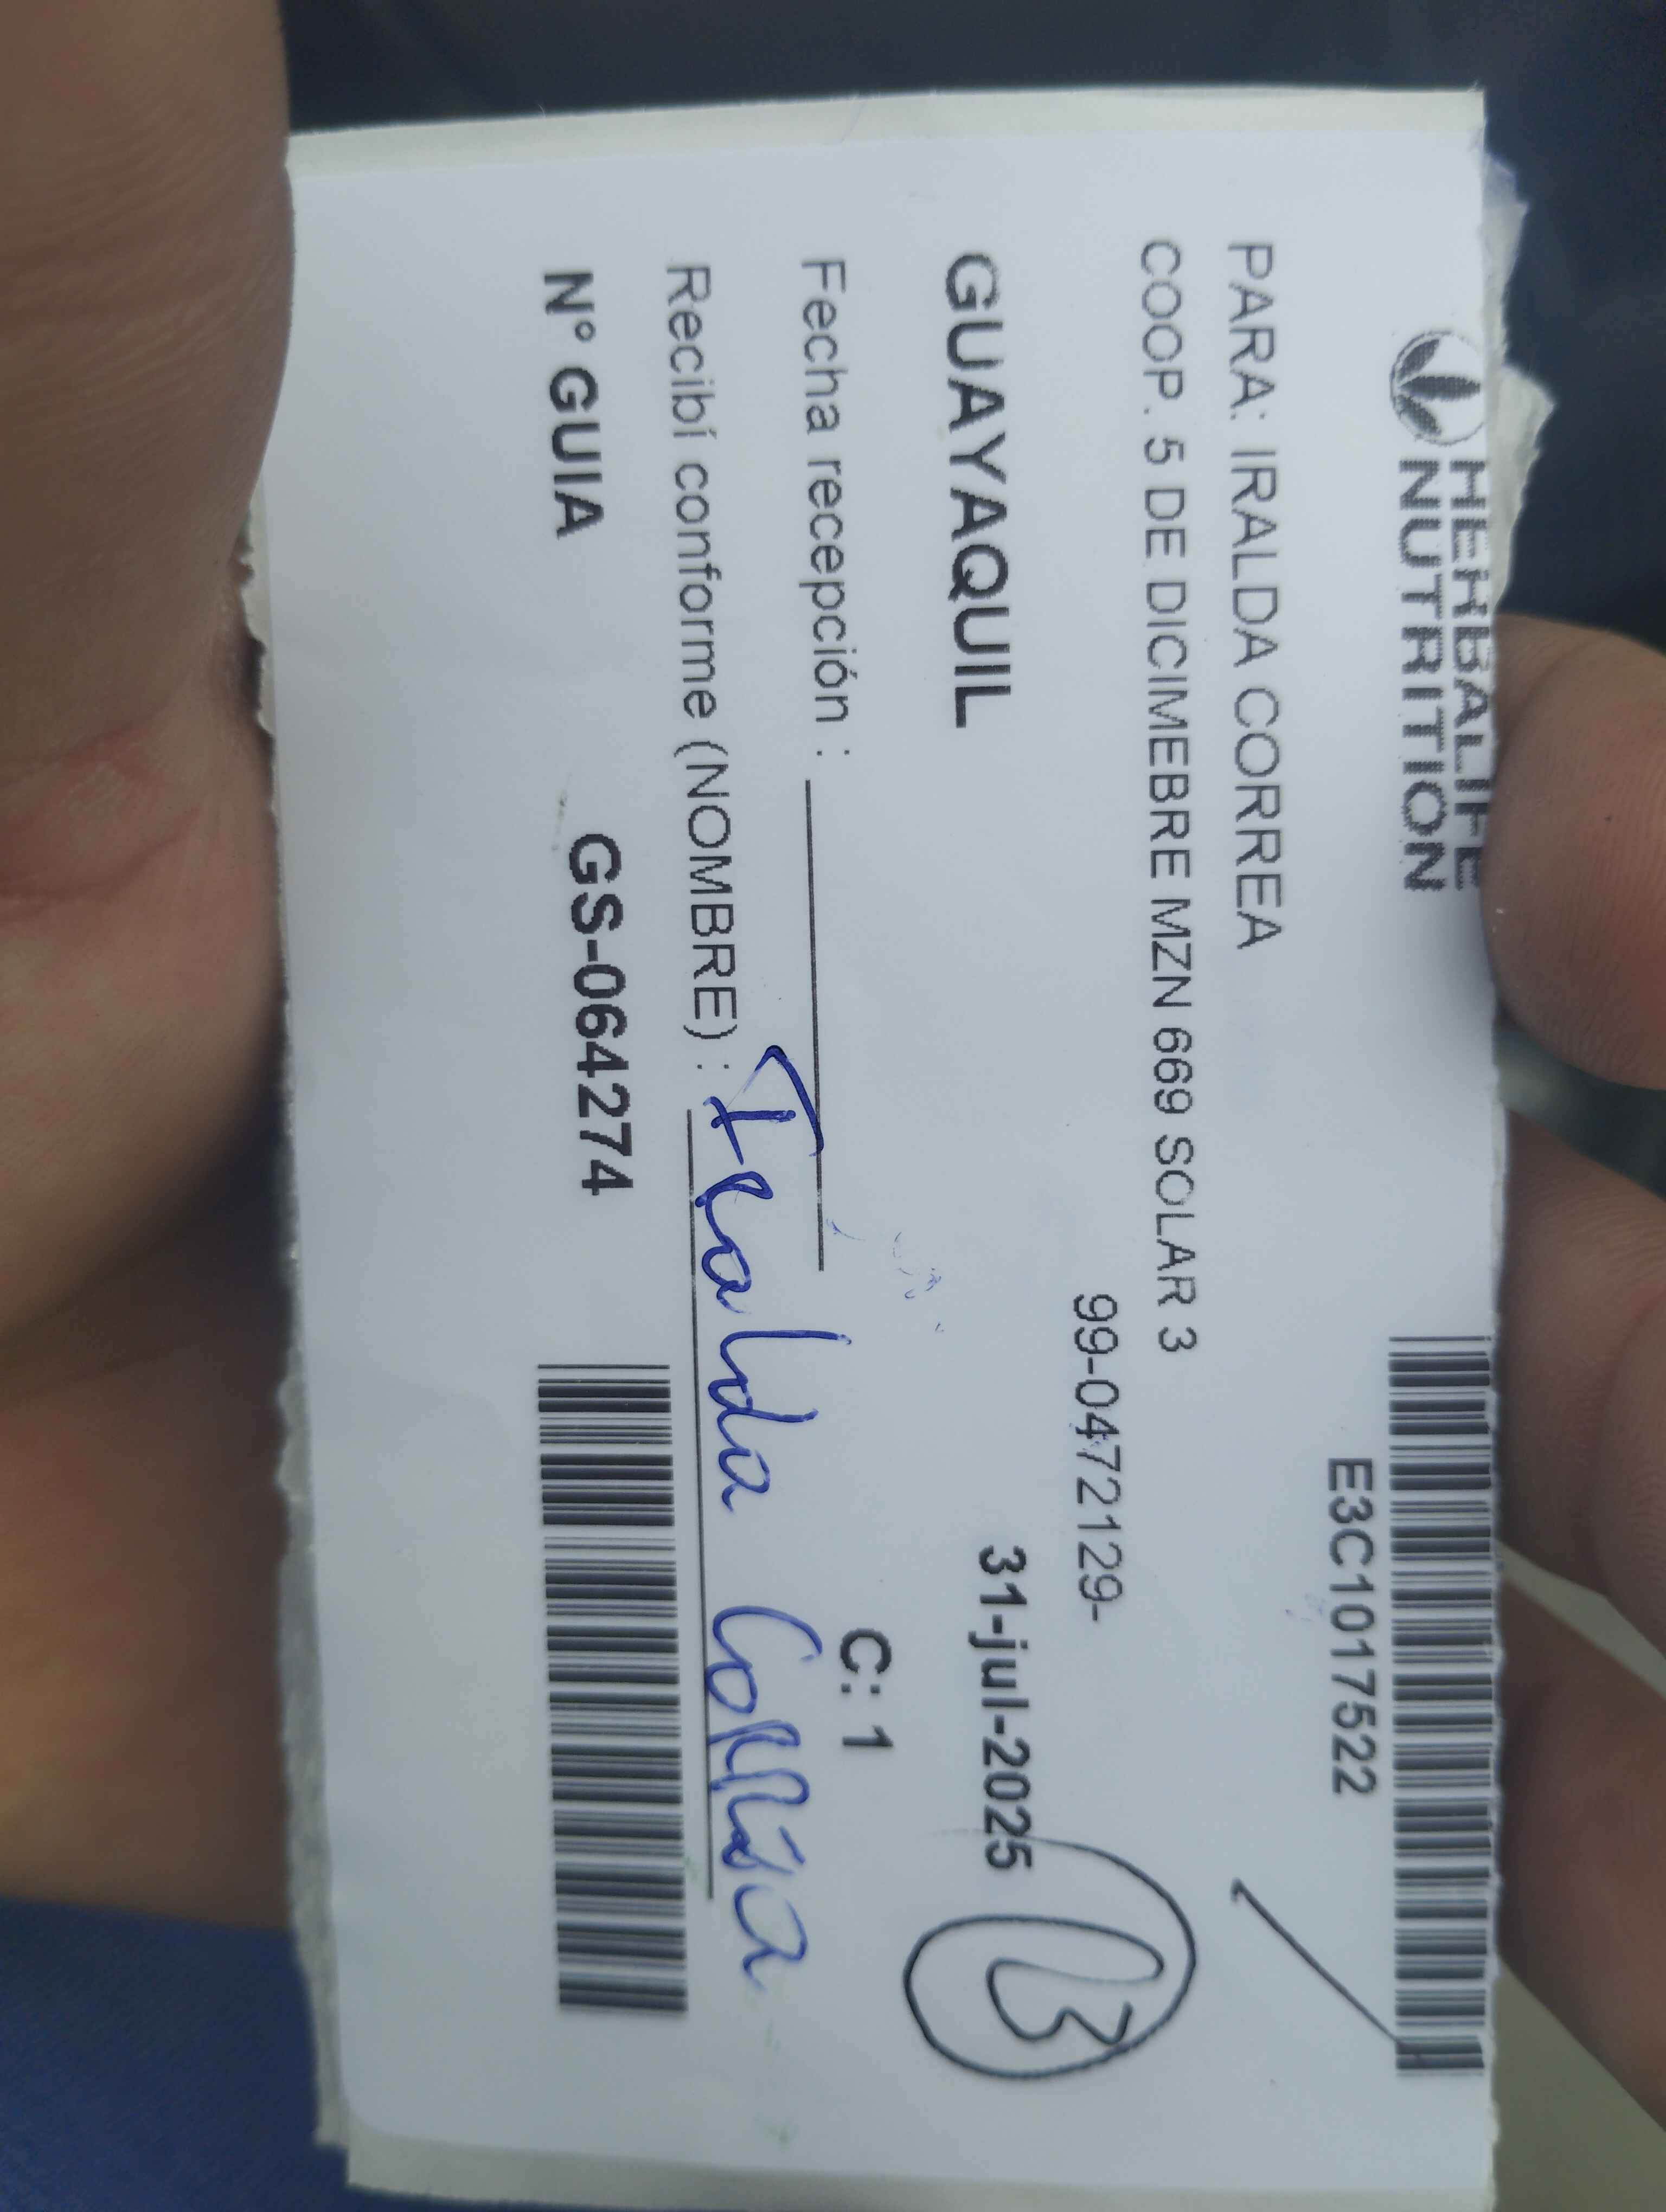 HERBALIFE
NUTRITION
E3C1017522
PARA: IRALDA CORREA
COOP. 5 DE DICIMEBRE MZN 669 SOLAR 3
99-0472129-
GUAYAQUIL 31-jul-2025
13
Fecha recepción : C: 1
Recibí conforme (NOMBRE) : Iralda Correa
N° GUIA GS-064274